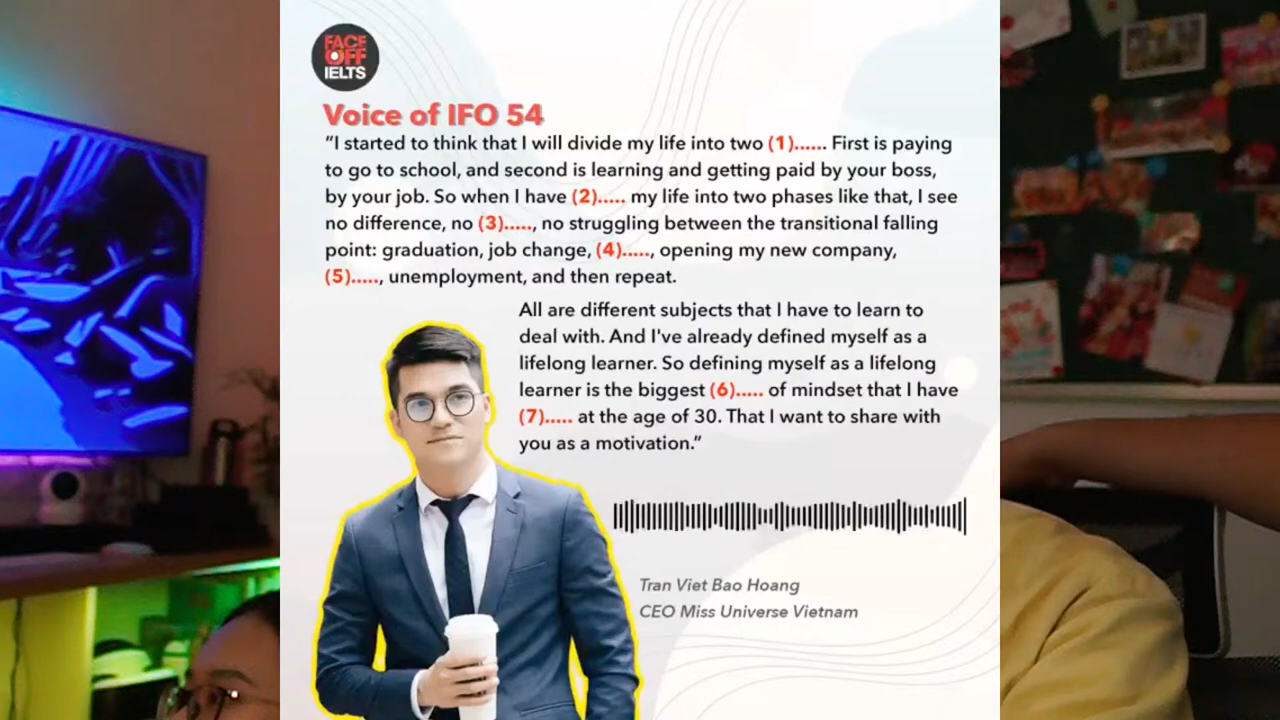 FACE
OFF
IELTS
Voice of IFO 54
“I started to think that I will divide my life into two (1)...... First is paying
to go to school, and second is learning and getting paid by your boss,
by your job. So when I have (2)..... my life into two phases like that, I see
no difference, no (3)....., no struggling between the transitional falling
point: graduation, job change, (4)....., opening my new company,
(5)....., unemployment, and then repeat.
All are different subjects that I have to learn to
deal with. And I've already defined myself as a
lifelong learner. So defining myself as a lifelong
learner is the biggest (6)..... of mindset that I have
(7)..... at the age of 30. That I want to share with
you as a motivation.”
Tran Viet Bao Hoang
CEO Miss Universe Vietnam